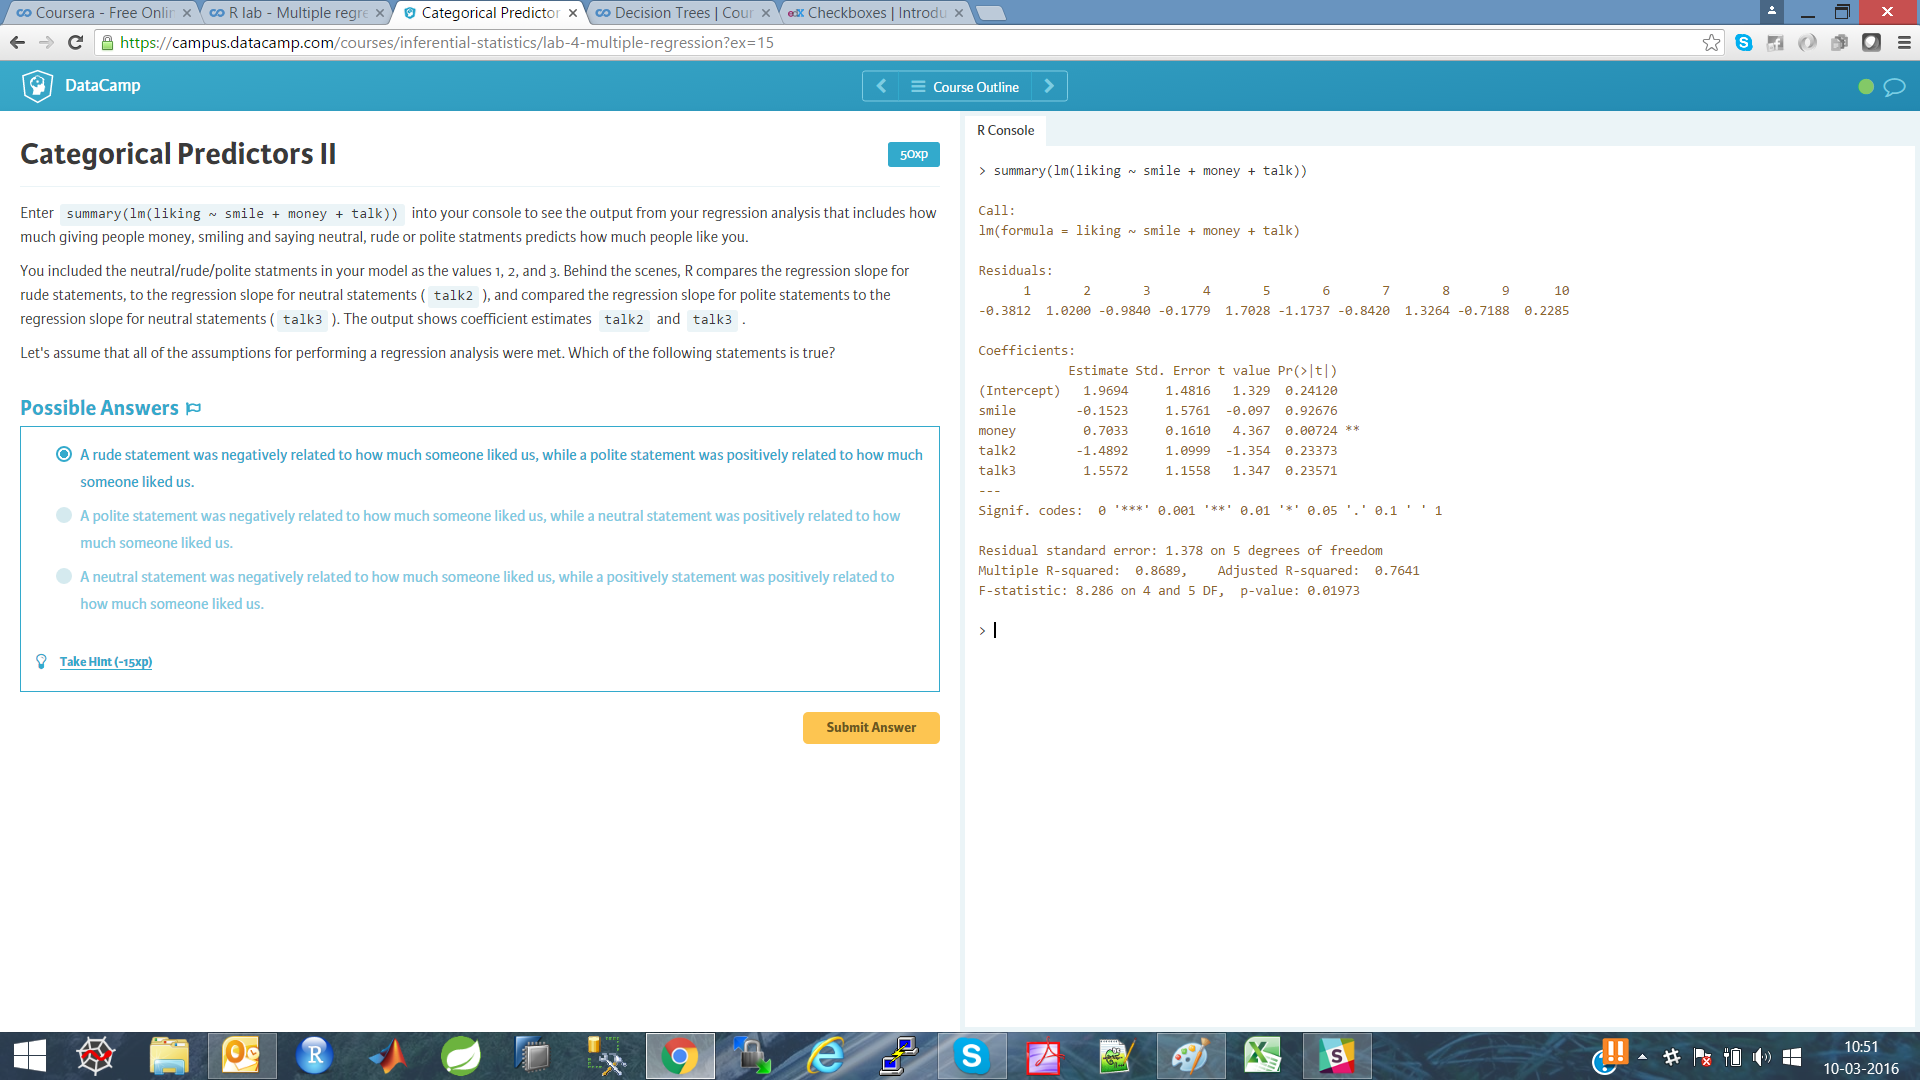 Coursera - Free Onlin
R lab - Multiple regre
Categorical Predictor
Decision Trees | Cour
edX Checkboxes | Introdu
https://campus.datacamp.com/courses/inferential-statistics/lab-4-multiple-regression?ex=15
DataCamp
Course Outline
Categorical Predictors II
50xp
Enter summary(lm(liking ~ smile + money + talk)) into your console to see the output from your regression analysis that includes how
much giving people money, smiling and saying neutral, rude or polite statments predicts how much people like you.
You included the neutral/rude/polite statments in your model as the values 1, 2, and 3. Behind the scenes, R compares the regression slope for
rude statements, to the regression slope for neutral statements ( talk2 ), and compared the regression slope for polite statements to the
regression slope for neutral statements ( talk3 ). The output shows coefficient estimates talk2 and talk3 .
Let's assume that all of the assumptions for performing a regression analysis were met. Which of the following statements is true?
Possible Answers
A rude statement was negatively related to how much someone liked us, while a polite statement was positively related to how much
someone liked us.
A polite statement was negatively related to how much someone liked us, while a neutral statement was positively related to how
much someone liked us.
A neutral statement was negatively related to how much someone liked us, while a positively statement was positively related to
how much someone liked us.
Take Hint (-15xp)
Submit Answer
R Console
> summary(lm(liking ~ smile + money + talk))
Call:
lm(formula = liking ~ smile + money + talk)
Residuals:
1 2 3 4 5 6 7 8 9 10
-0.3812 1.0200 -0.9840 -0.1779 1.7028 -1.1737 -0.8420 1.3264 -0.7188 0.2285
Coefficients:
Estimate Std. Error t value Pr(>|t|)
(Intercept) 1.9694 1.4816 1.329 0.24120
smile -0.1523 1.5761 -0.097 0.92676
money 0.7033 0.1610 4.367 0.00724 **
talk2 -1.4892 1.0999 -1.354 0.23373
talk3 1.5572 1.1558 1.347 0.23571
---
Signif. codes: 0 '***' 0.001 '**' 0.01 '*' 0.05 '.' 0.1 ' ' 1
Residual standard error: 1.378 on 5 degrees of freedom
Multiple R-squared: 0.8689, Adjusted R-squared: 0.7641
F-statistic: 8.286 on 4 and 5 DF, p-value: 0.01973
>
10:51
10-03-2016